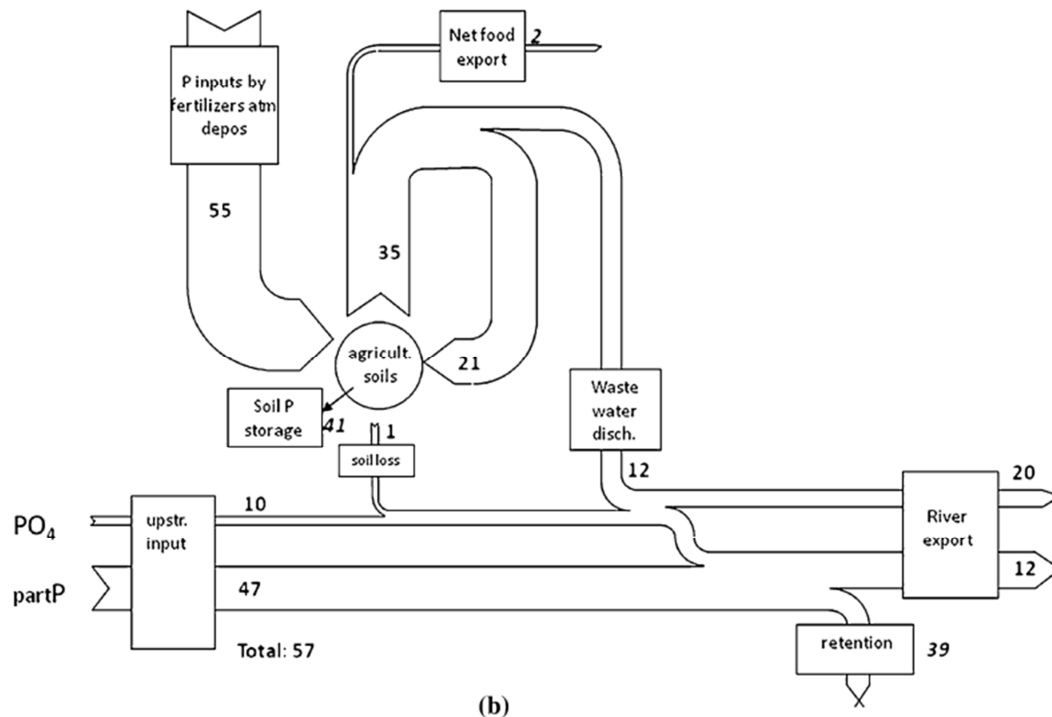 Net food
export
2
P inputs by
fertilizers atm
depos
55
35
agricult.
soils
21
Soil P
storage
41
1
soil loss
Waste
water
disch.
12
PO4
upstr.
input
10
partP
47
Total: 57
River
export
20
12
retention
39
(b)